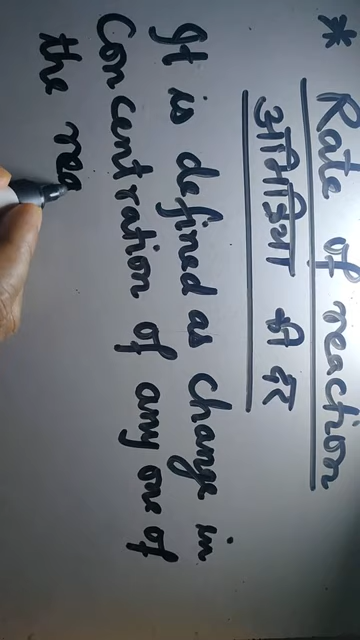 * Rate of reaction
अभिक्रिया की दर
It is defined as change in
Concentration of any one of
the rea